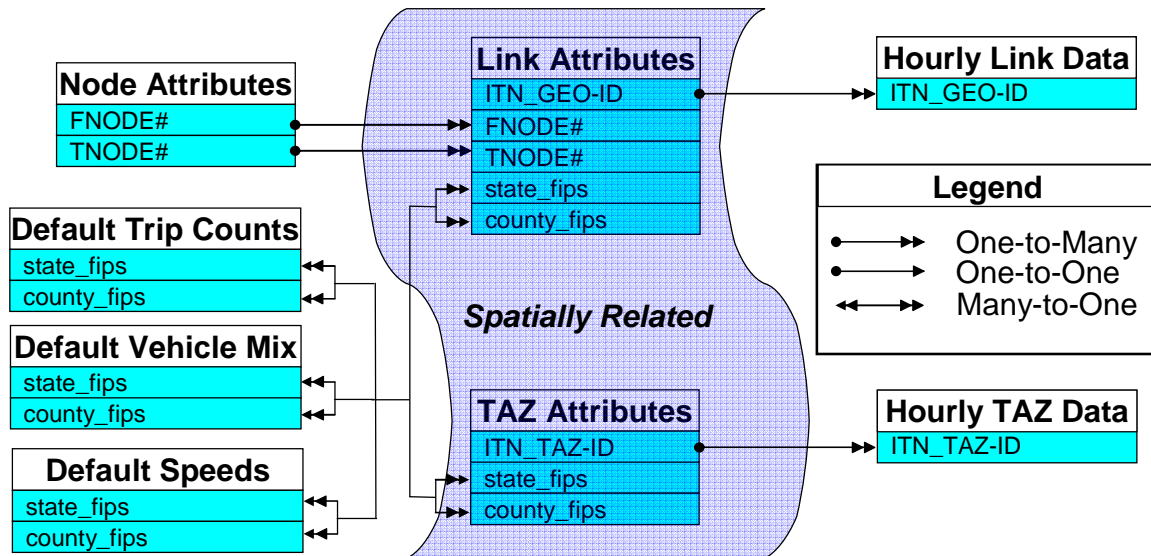 Node Attributes
FNODE#
TNODE#
Default Trip Counts
state_fips
county_fips
Default Vehicle Mix
state_fips
county_fips
Default Speeds
state_fips
county_fips
Link Attributes
ITN_GEO-ID
FNODE#
TNODE#
state_fips
county_fips
Spatially Related
TAZ Attributes
ITN_TAZ-ID
state_fips
county_fips
Hourly Link Data
ITN_GEO-ID
Legend
One-to-Many
One-to-One
Many-to-One
Hourly TAZ Data
ITN_TAZ-ID